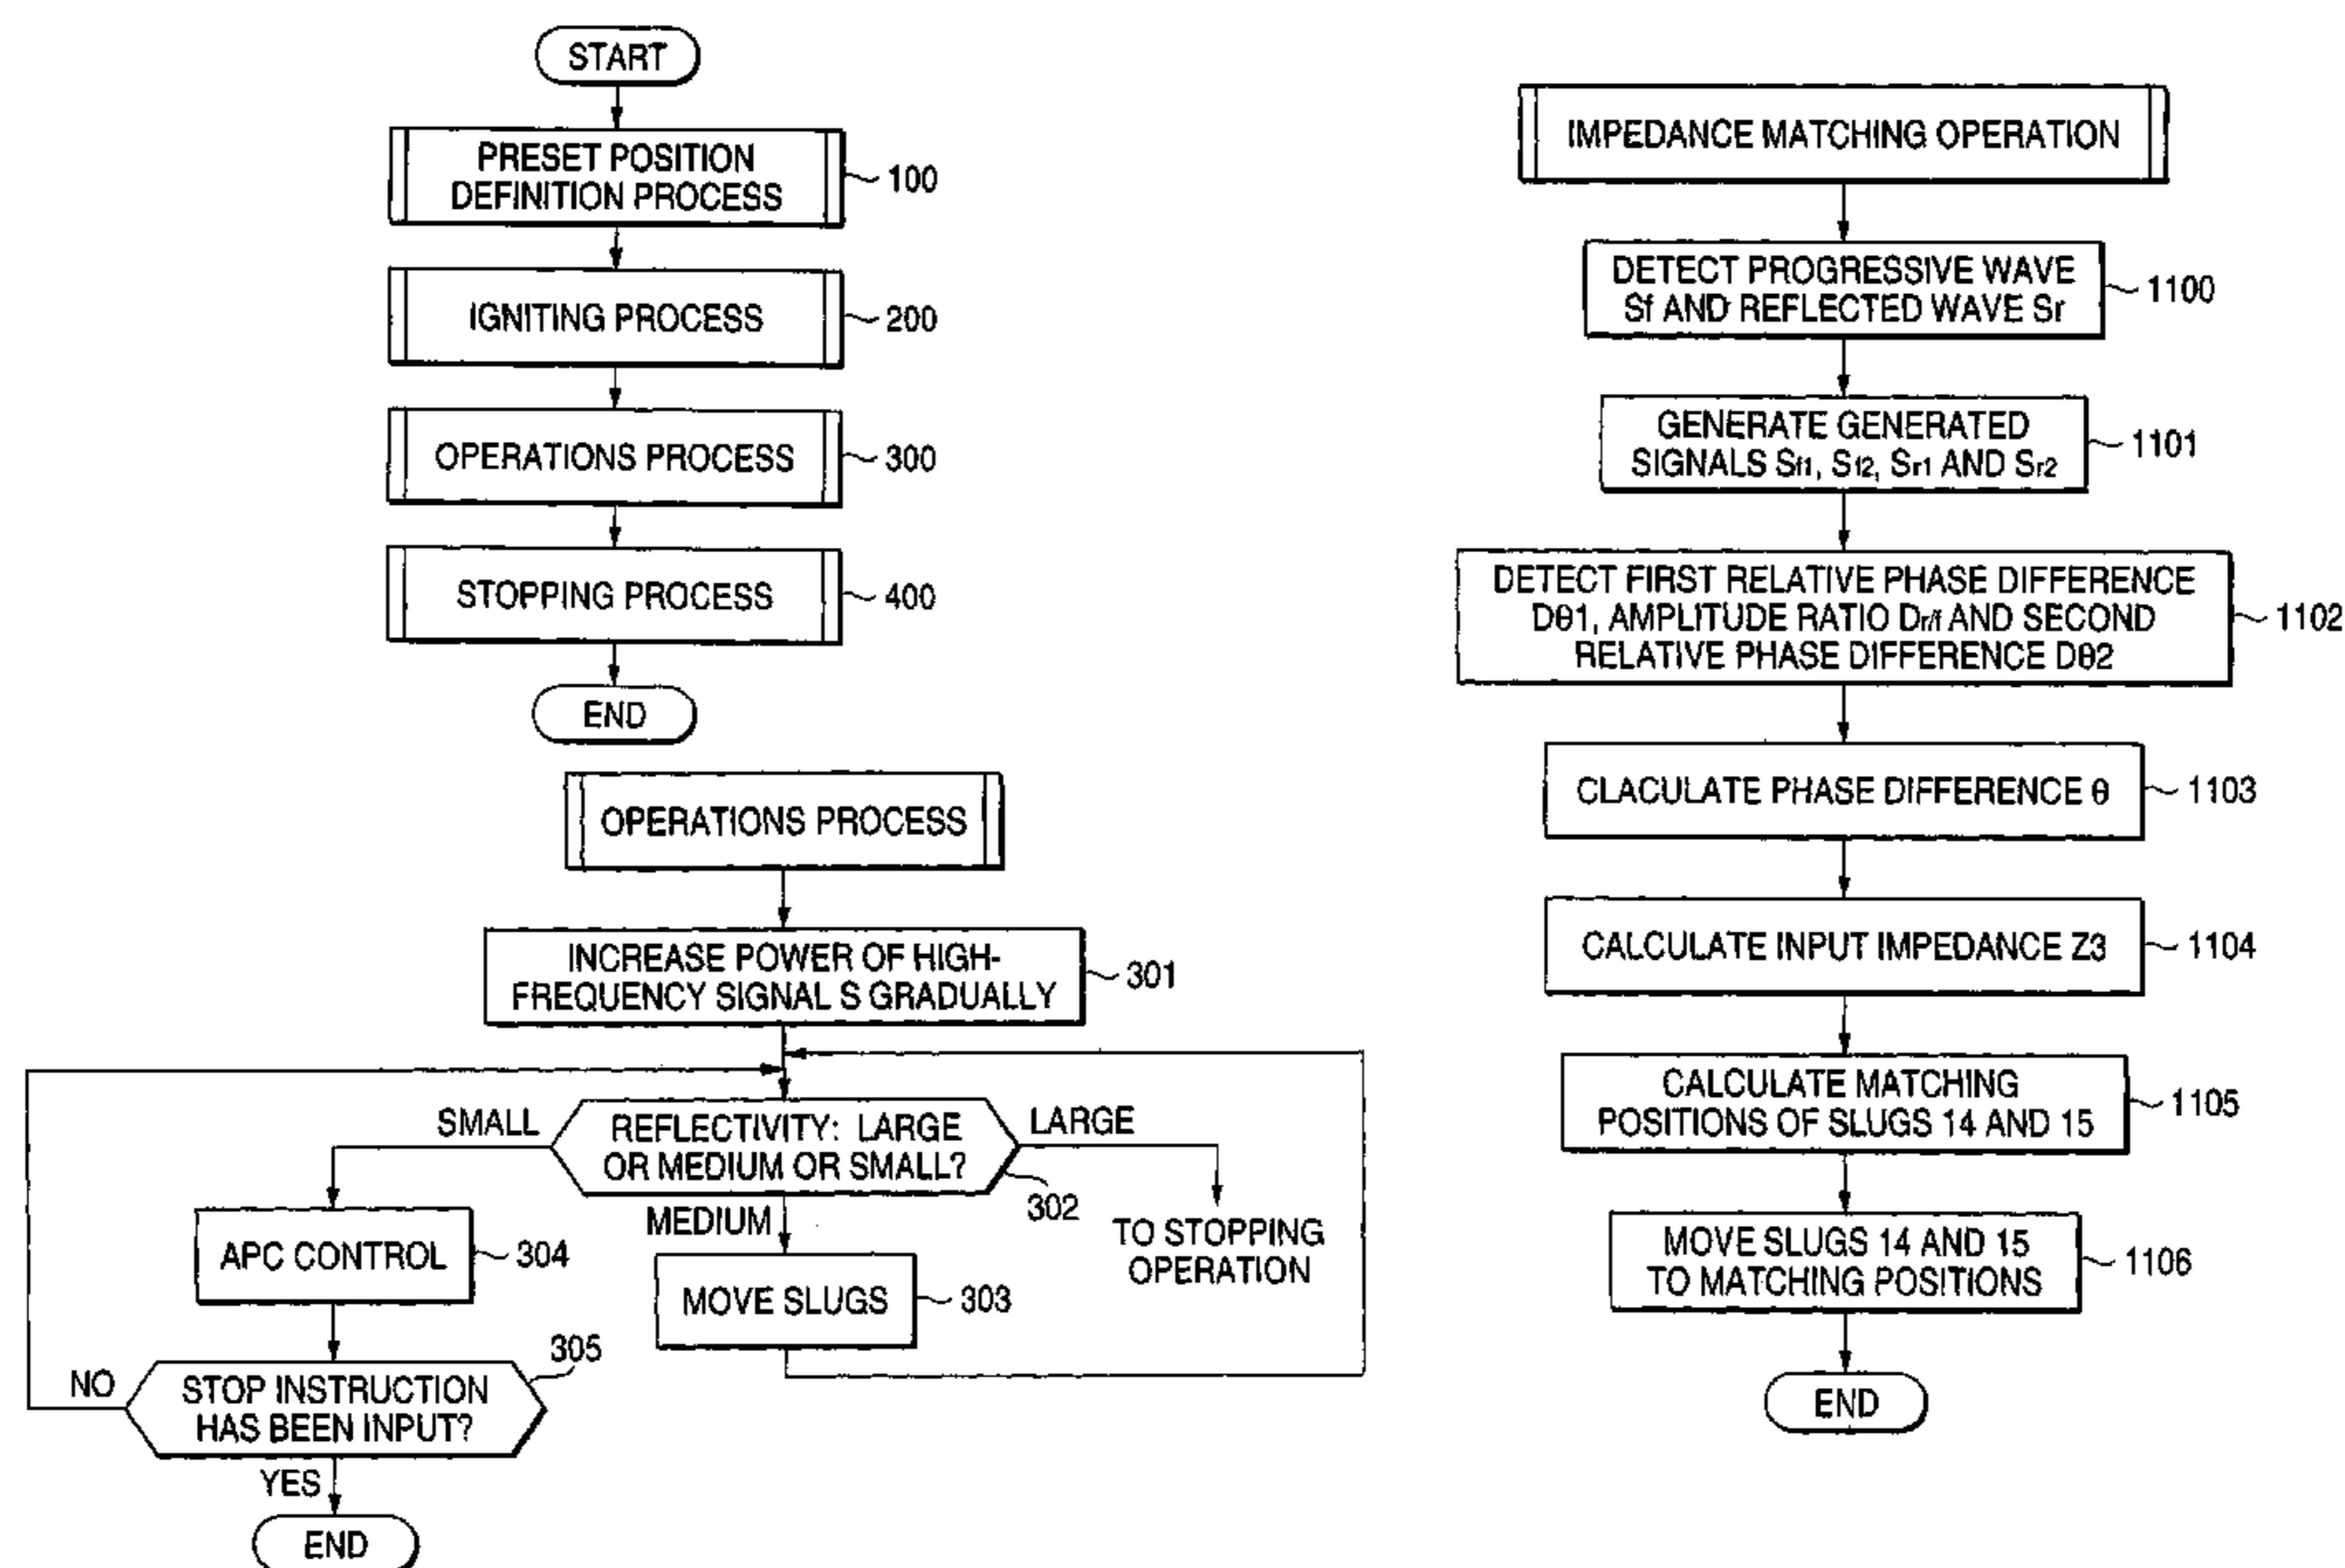 START
PRESET POSITION
DEFINITION PROCESS
100
IGNITING PROCESS
200
OPERATIONS PROCESS
300
STOPPING PROCESS
400
END
OPERATIONS PROCESS
INCREASE POWER OF HIGH-
FREQUENCY SIGNAL S GRADUALLY
301
SMALL
REFLECTIVITY: LARGE
OR MEDIUM OR SMALL?
LARGE
302
MEDIUM
TO STOPPING
OPERATION
APC CONTROL
304
MOVE SLUGS
303
305
NO
STOP INSTRUCTION
HAS BEEN INPUT?
YES
END
IMPEDANCE MATCHING OPERATION
DETECT PROGRESSIVE WAVE
Sf AND REFLECTED WAVE Sr
1100
GENERATE GENERATED
SIGNALS Sf1, Sf2, Sr1 AND Sr2
1101
DETECT FIRST RELATIVE PHASE DIFFERENCE
Dθ1, AMPLITUDE RATIO Dr/f AND SECOND
RELATIVE PHASE DIFFERENCE Dθ2
1102
CLACULATE PHASE DIFFERENCE θ
1103
CALCULATE INPUT IMPEDANCE Z3
1104
CALCULATE MATCHING
POSITIONS OF SLUGS 14 AND 15
1105
MOVE SLUGS 14 AND 15
TO MATCHING POSITIONS
1106
END